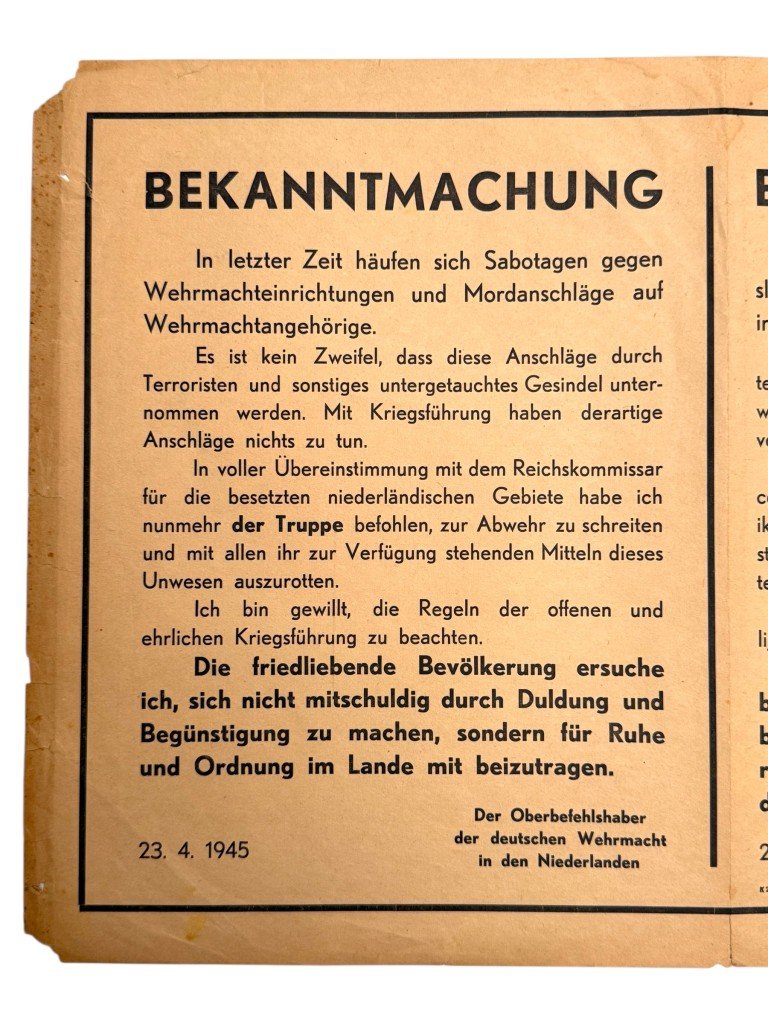 BEKANNTMACHUNG
In letzter Zeit häufen sich Sabotagen gegen
Wehrmachteinrichtungen und Mordanschläge auf
Wehrmachtangehörige.
Es ist kein Zweifel, dass diese Anschläge durch
Terroristen und sonstiges untergetauchtes Gesindel unter-
nommen werden. Mit Kriegsführung haben derartige
Anschläge nichts zu tun.
In voller Übereinstimmung mit dem Reichskommissar
für die besetzten niederländischen Gebiete habe ich
nunmehr der Truppe befohlen, zur Abwehr zu schreiten
und mit allen ihr zur Verfügung stehenden Mitteln dieses
Unwesen auszurotten.
Ich bin gewillt, die Regeln der offenen und
ehrlichen Kriegsführung zu beachten.
Die friedliebende Bevölkerung ersuche
ich, sich nicht mitschuldig durch Duldung und
Begünstigung zu machen, sondern für Ruhe
und Ordnung im Lande mit beizutragen.
Der Oberbefehlshaber
der deutschen Wehrmacht
in den Niederlanden
23. 4. 1945